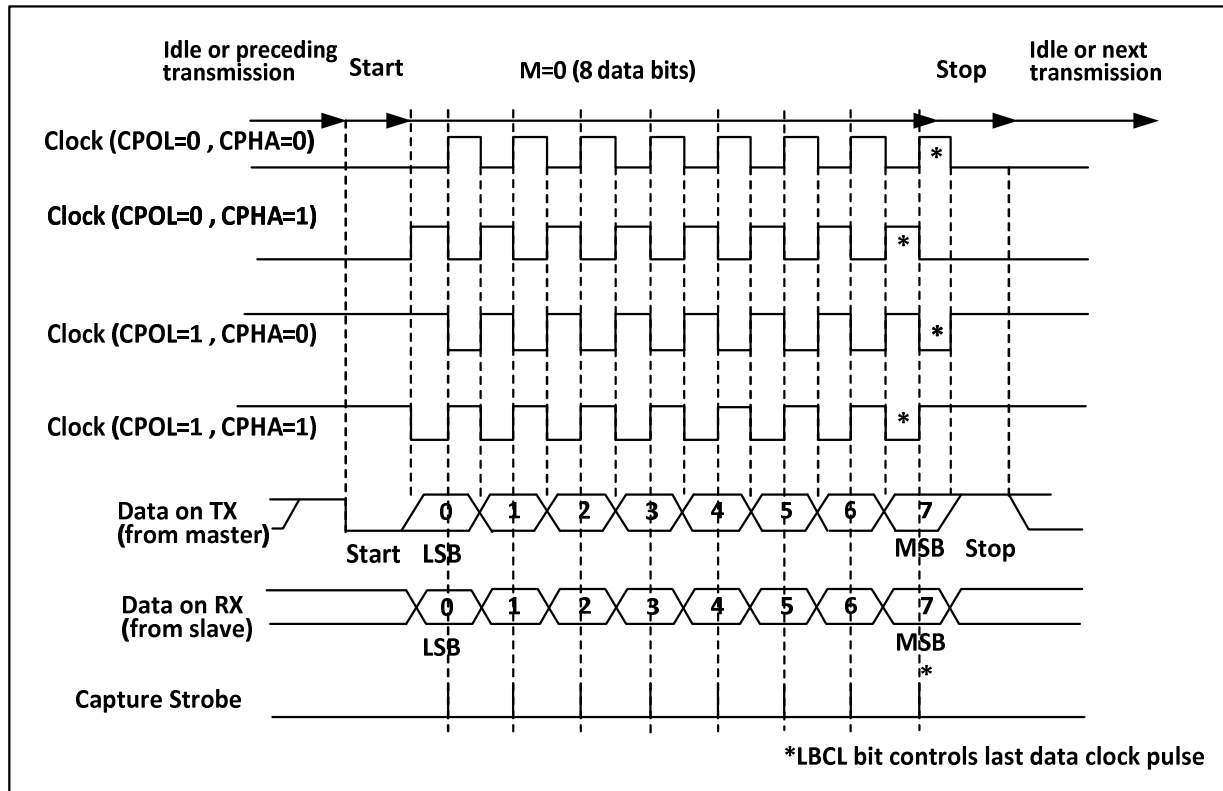 Idle or preceding
transmission
Start
M=0 (8 data bits)
Stop
Idle or next
transmission
Clock (CPOL=0 , CPHA=0)
*
Clock (CPOL=0 , CPHA=1)
*
Clock (CPOL=1 , CPHA=0)
*
Clock (CPOL=1 , CPHA=1)
*
Data on TX
(from master)
0 1 2 3 4 5 6 7
Start LSB MSB Stop
Data on RX
(from slave)
0 1 2 3 4 5 6 7
LSB MSB
*
Capture Strobe
*LBCL bit controls last data clock pulse